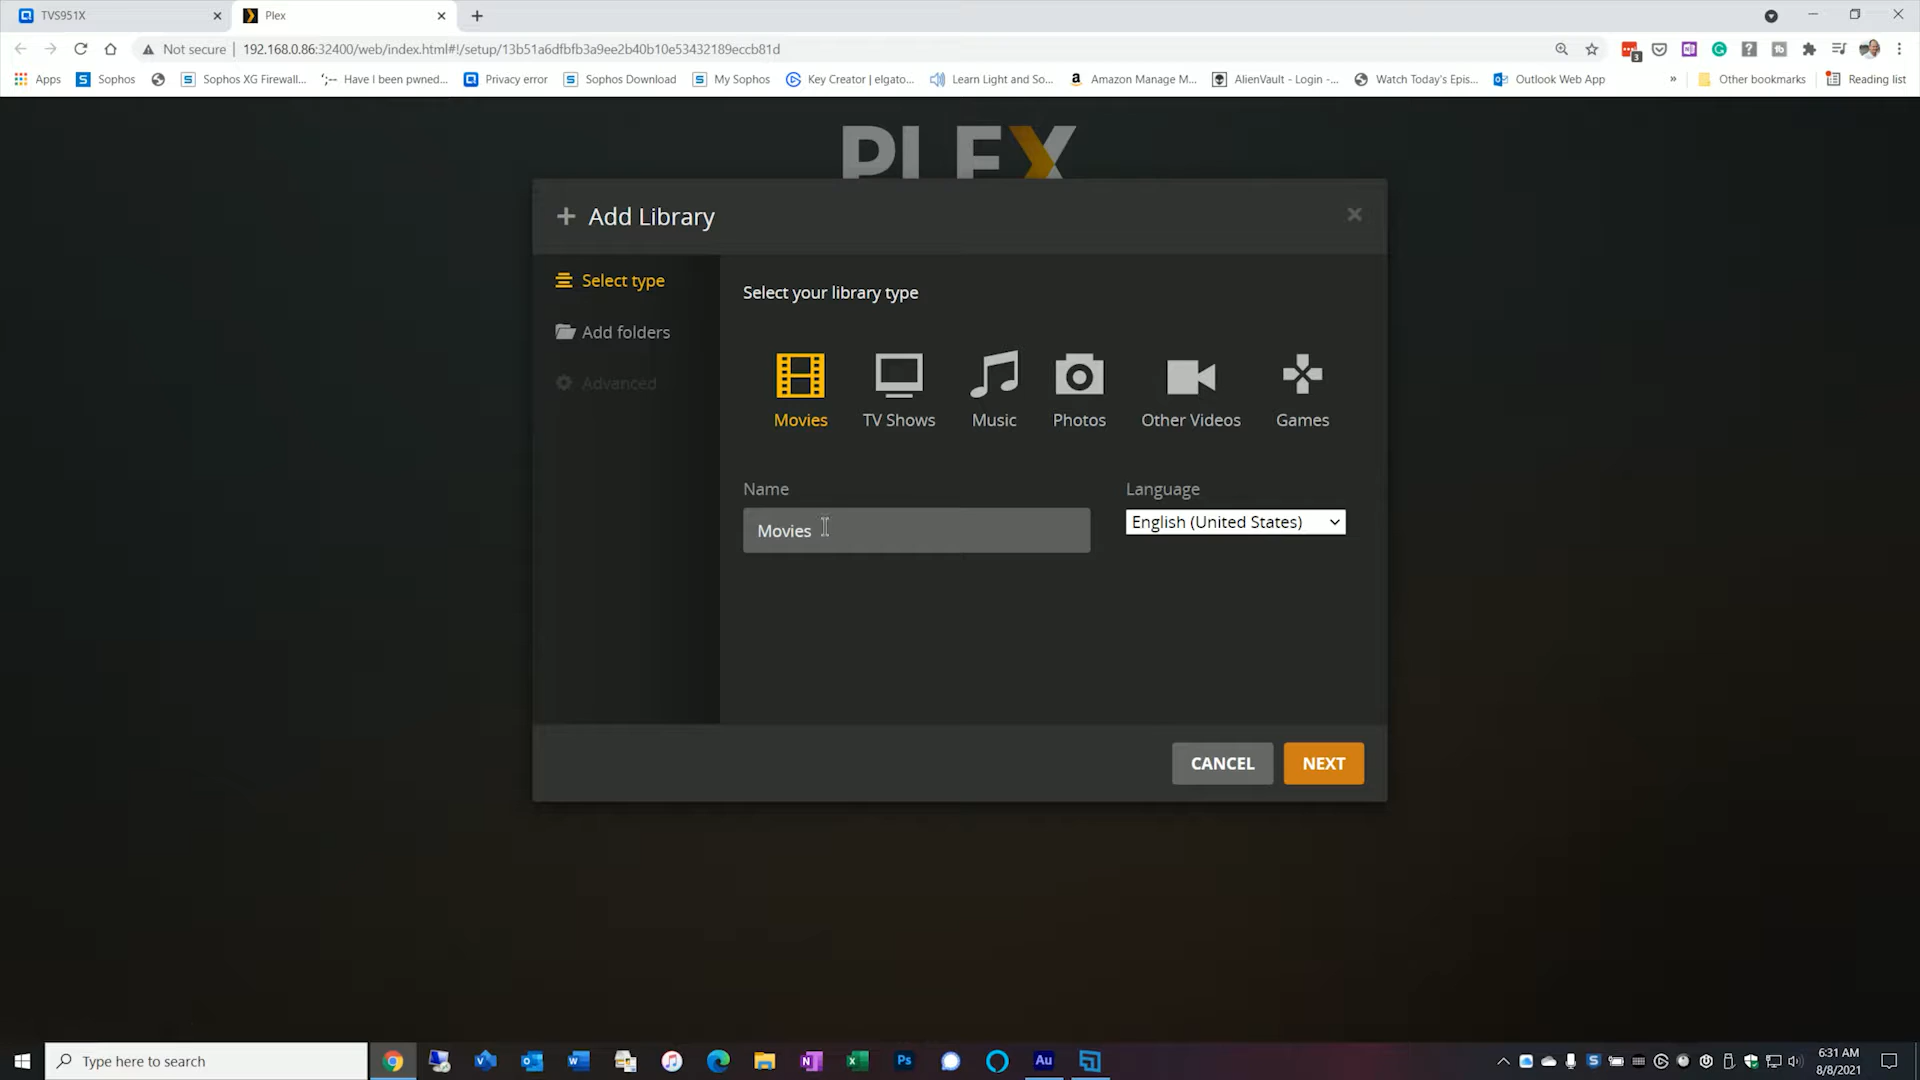 TVS951X
Plex
Not secure
192.168.0.86:32400/web/index.html#!/setup/13b51a6dfbfb3a9ee2b40b10e53432189eccb81d
3
Apps
Sophos
Sophos XG Firewall...
Have I been pwned...
Privacy error
Sophos Download
My Sophos
Key Creator | elgato...
Learn Light and So...
Amazon Manage M...
AlienVault - Login -...
Watch Today's Epis...
Outlook Web App
»
Other bookmarks
Reading list
PLEX
Add Library
Select type
Add folders
Advanced
Select your library type
Movies
TV Shows
Music
Photos
Other Videos
Games
Name
Language
Movies
English (United States)
CANCEL
NEXT
Type here to search
Ps
Au
6:31 AM
8/8/2021